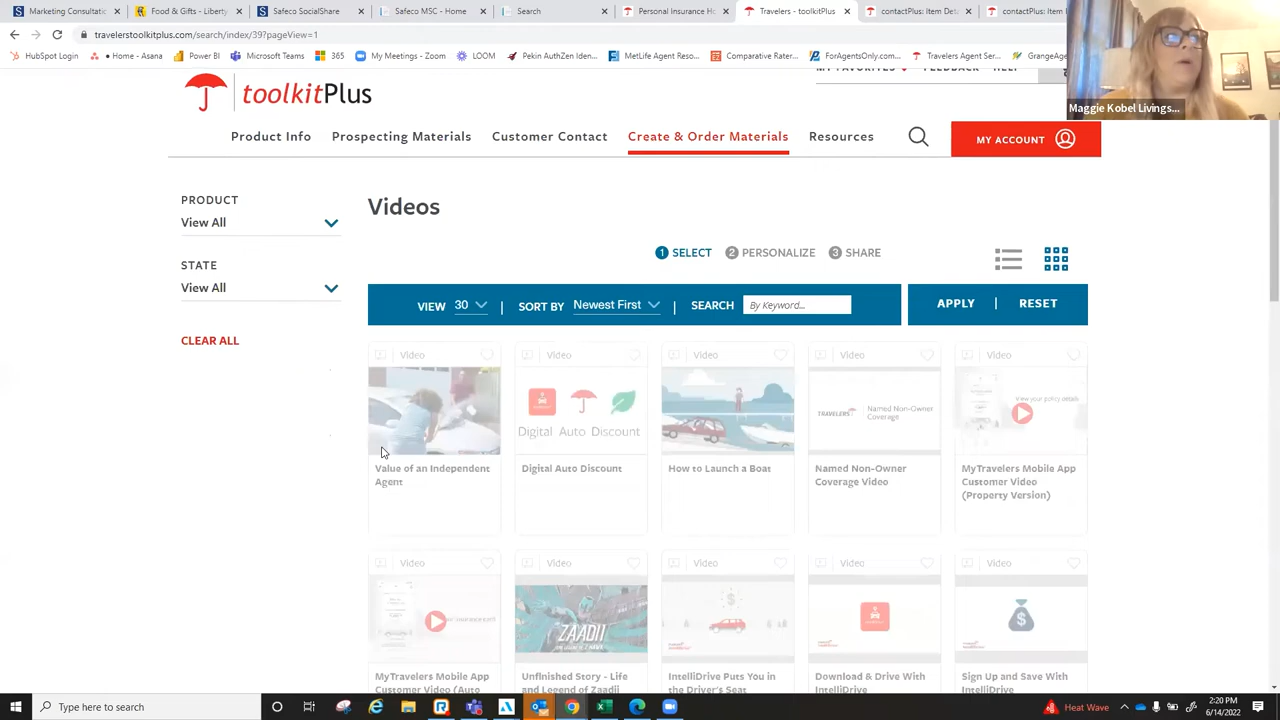 Marketing Consulta
Food & Gifts - Liberty
Safeco SocialShare
Safeco MSC - Home
Search
Personal Insurance Ho
Travelers - toolkitPlus
contactPlus: Item Det
contactPlus: Item
travelerstoolkitplus.com/search/index/39?pageView=1
HubSpot Login
• Home - Asana
Power BI
Microsoft Teams
365
My Meetings - Zoom
LOOM
Pekin AuthZen Iden...
MetLife Agent Reso...
Comparative Rater...
ForAgentsOnly.com...
Travelers Agent Ser...
GrangeAge
MY FAVORITES
FEEDBACK
HELP
Maggie Kobel Livings...
toolkitPlus
Product Info
Prospecting Materials
Customer Contact
Create & Order Materials
Resources
MY ACCOUNT
PRODUCT
View All
STATE
View All
CLEAR ALL
Videos
1 SELECT
2 PERSONALIZE
3 SHARE
VIEW 30 | SORT BY Newest First | SEARCH By Keyword...
APPLY | RESET
Video
Video
Video
Video
Video
Digital Auto Discount
TRAVELERS
Named Non-Owner
Coverage
View your policy details
Value of an Independent
Agent
Digital Auto Discount
How to Launch a Boat
Named Non-Owner
Coverage Video
MyTravelers Mobile App
Customer Video
(Property Version)
Video
Video
Video
Video
Video
ZAADII
MyTravelers Mobile App
Customer Video (Auto
Unfinished Story - Life
and Legend of Zaadii
IntelliDrive Puts You in
the Driver's Seat
Download & Drive With
IntelliDrive
Sign Up and Save With
IntelliDrive
Type here to search
Heat Wave
2:20 PM
6/14/2022